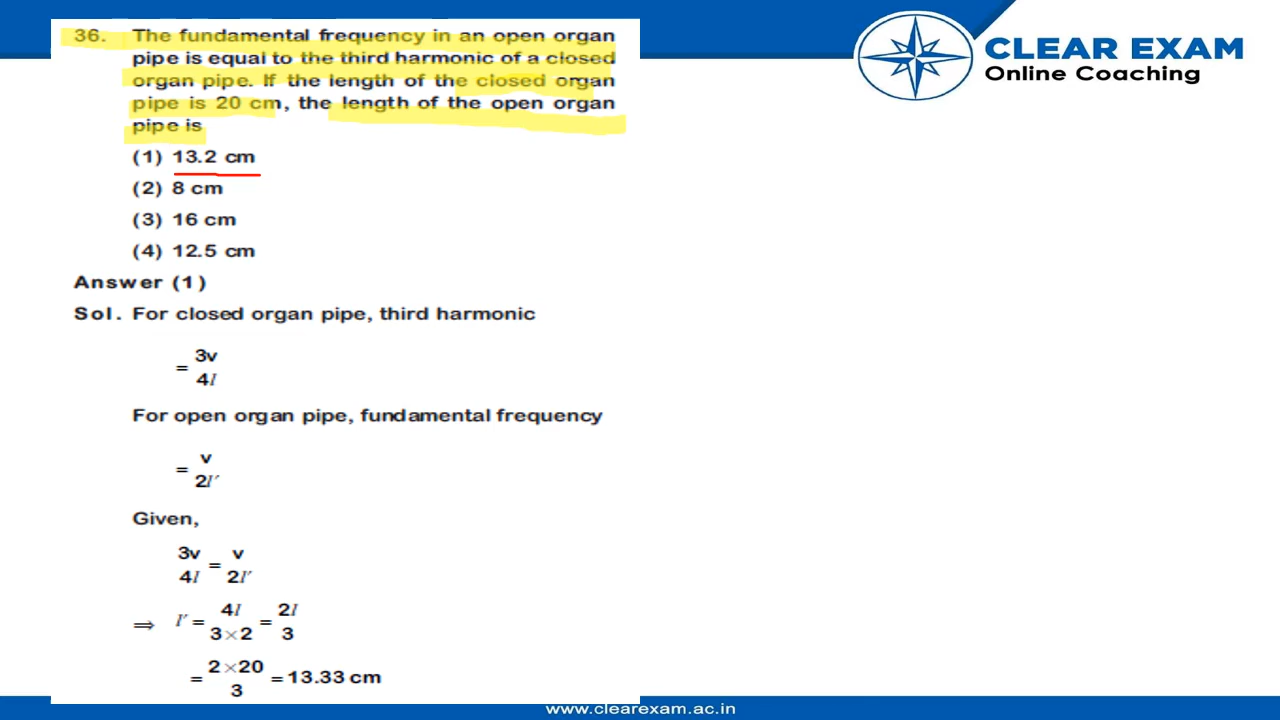 36. The fundamental frequency in an open organ
pipe is equal to the third harmonic of a closed
organ pipe. If the length of the closed organ
pipe is 20 cm, the length of the open organ
pipe is
(1) 13.2 cm
(2) 8 cm
(3) 16 cm
(4) 12.5 cm
Answer (1)
Sol. For closed organ pipe, third harmonic
= 3v/4l
For open organ pipe, fundamental frequency
= v/2l′
Given,
3v/4l = v/2l′
⇒ l′ = 4l/3×2 = 2l/3
= 2×20/3 = 13.33 cm
CLEAR EXAM
Online Coaching
www.clearexam.ac.in